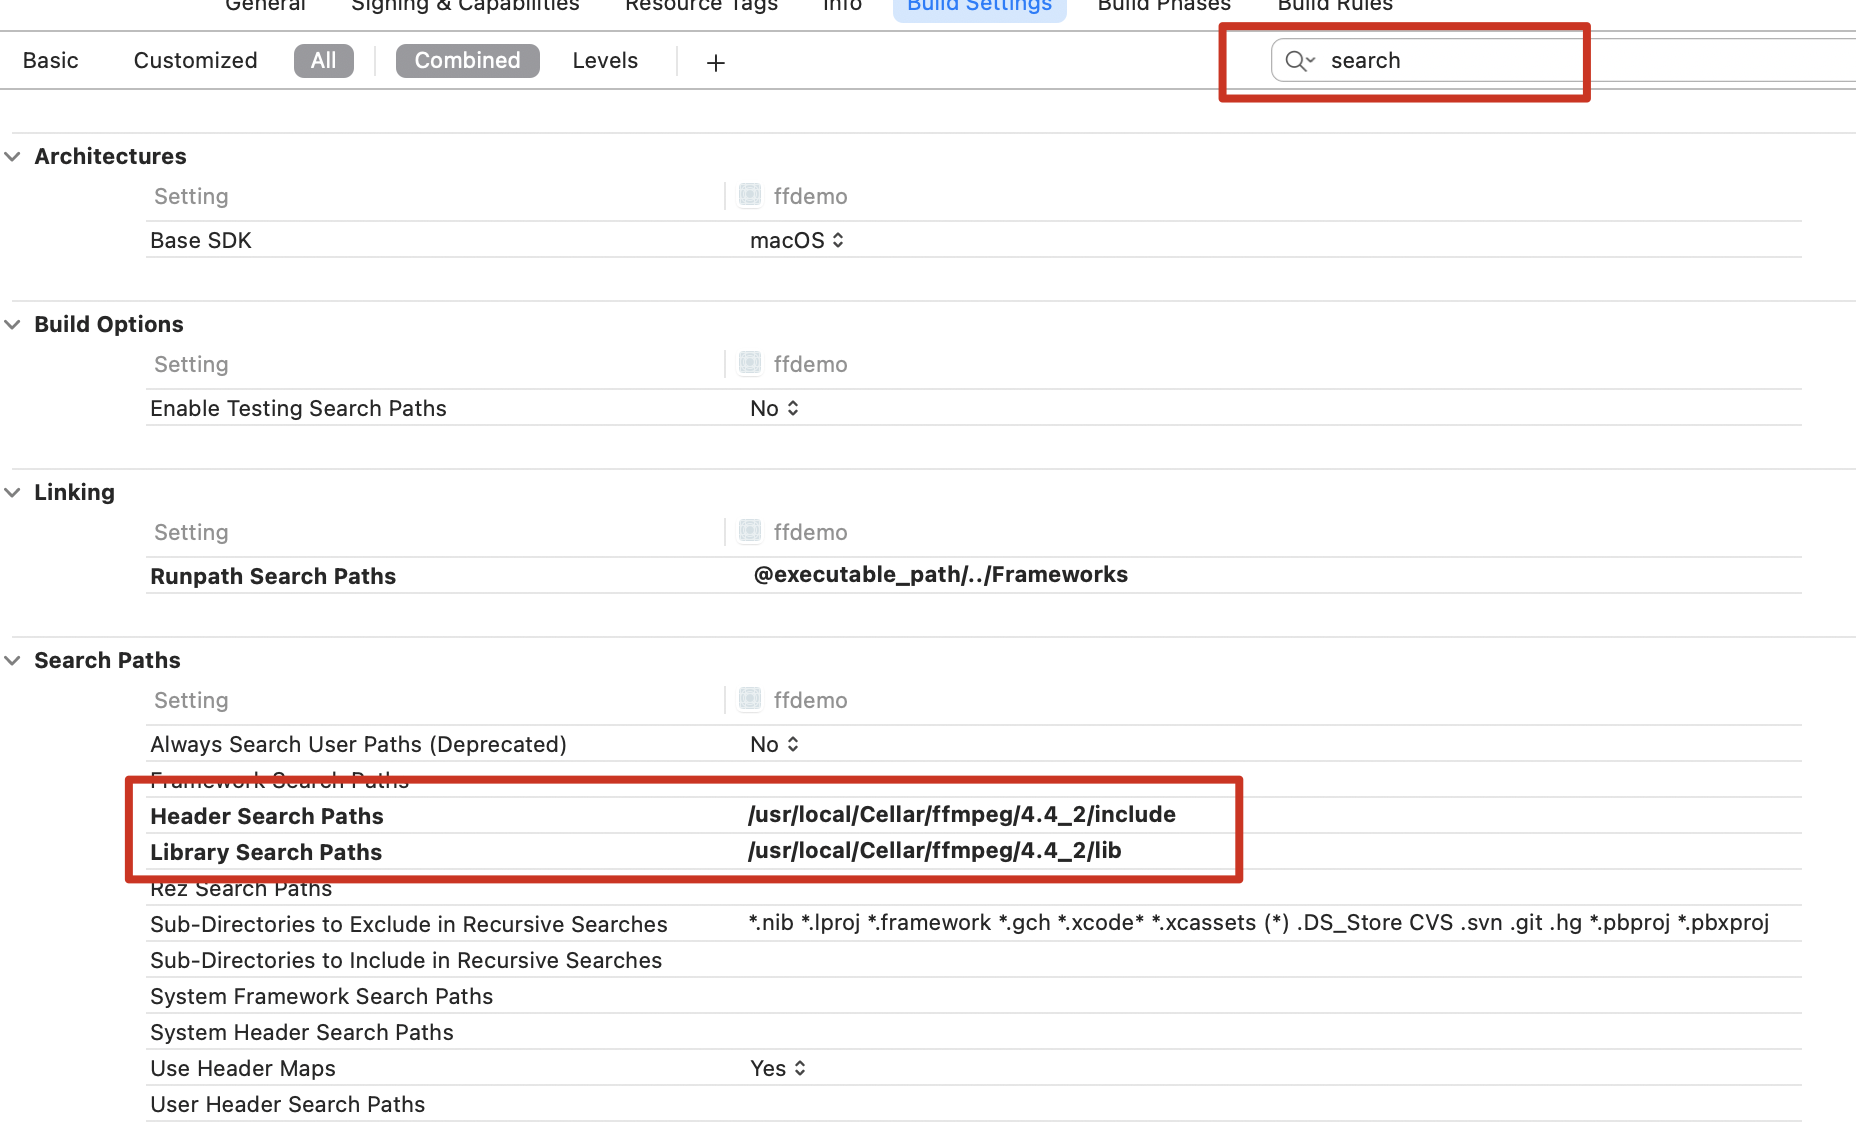 General Signing & Capabilities Resource Tags Info Build Settings Build Phases Build Rules
Basic Customized All Combined Levels + search
Architectures
Setting ffdemo
Base SDK macOS
Build Options
Setting ffdemo
Enable Testing Search Paths No
Linking
Setting ffdemo
Runpath Search Paths @executable_path/../Frameworks
Search Paths
Setting ffdemo
Always Search User Paths (Deprecated) No
Framework Search Paths
Header Search Paths /usr/local/Cellar/ffmpeg/4.4_2/include
Library Search Paths /usr/local/Cellar/ffmpeg/4.4_2/lib
Rez Search Paths
Sub-Directories to Exclude in Recursive Searches *.nib *.lproj *.framework *.gch *.xcode* *.xcassets (*) .DS_Store CVS .svn .git .hg *.pbproj *.pbxproj
Sub-Directories to Include in Recursive Searches
System Framework Search Paths
System Header Search Paths
Use Header Maps Yes
User Header Search Paths